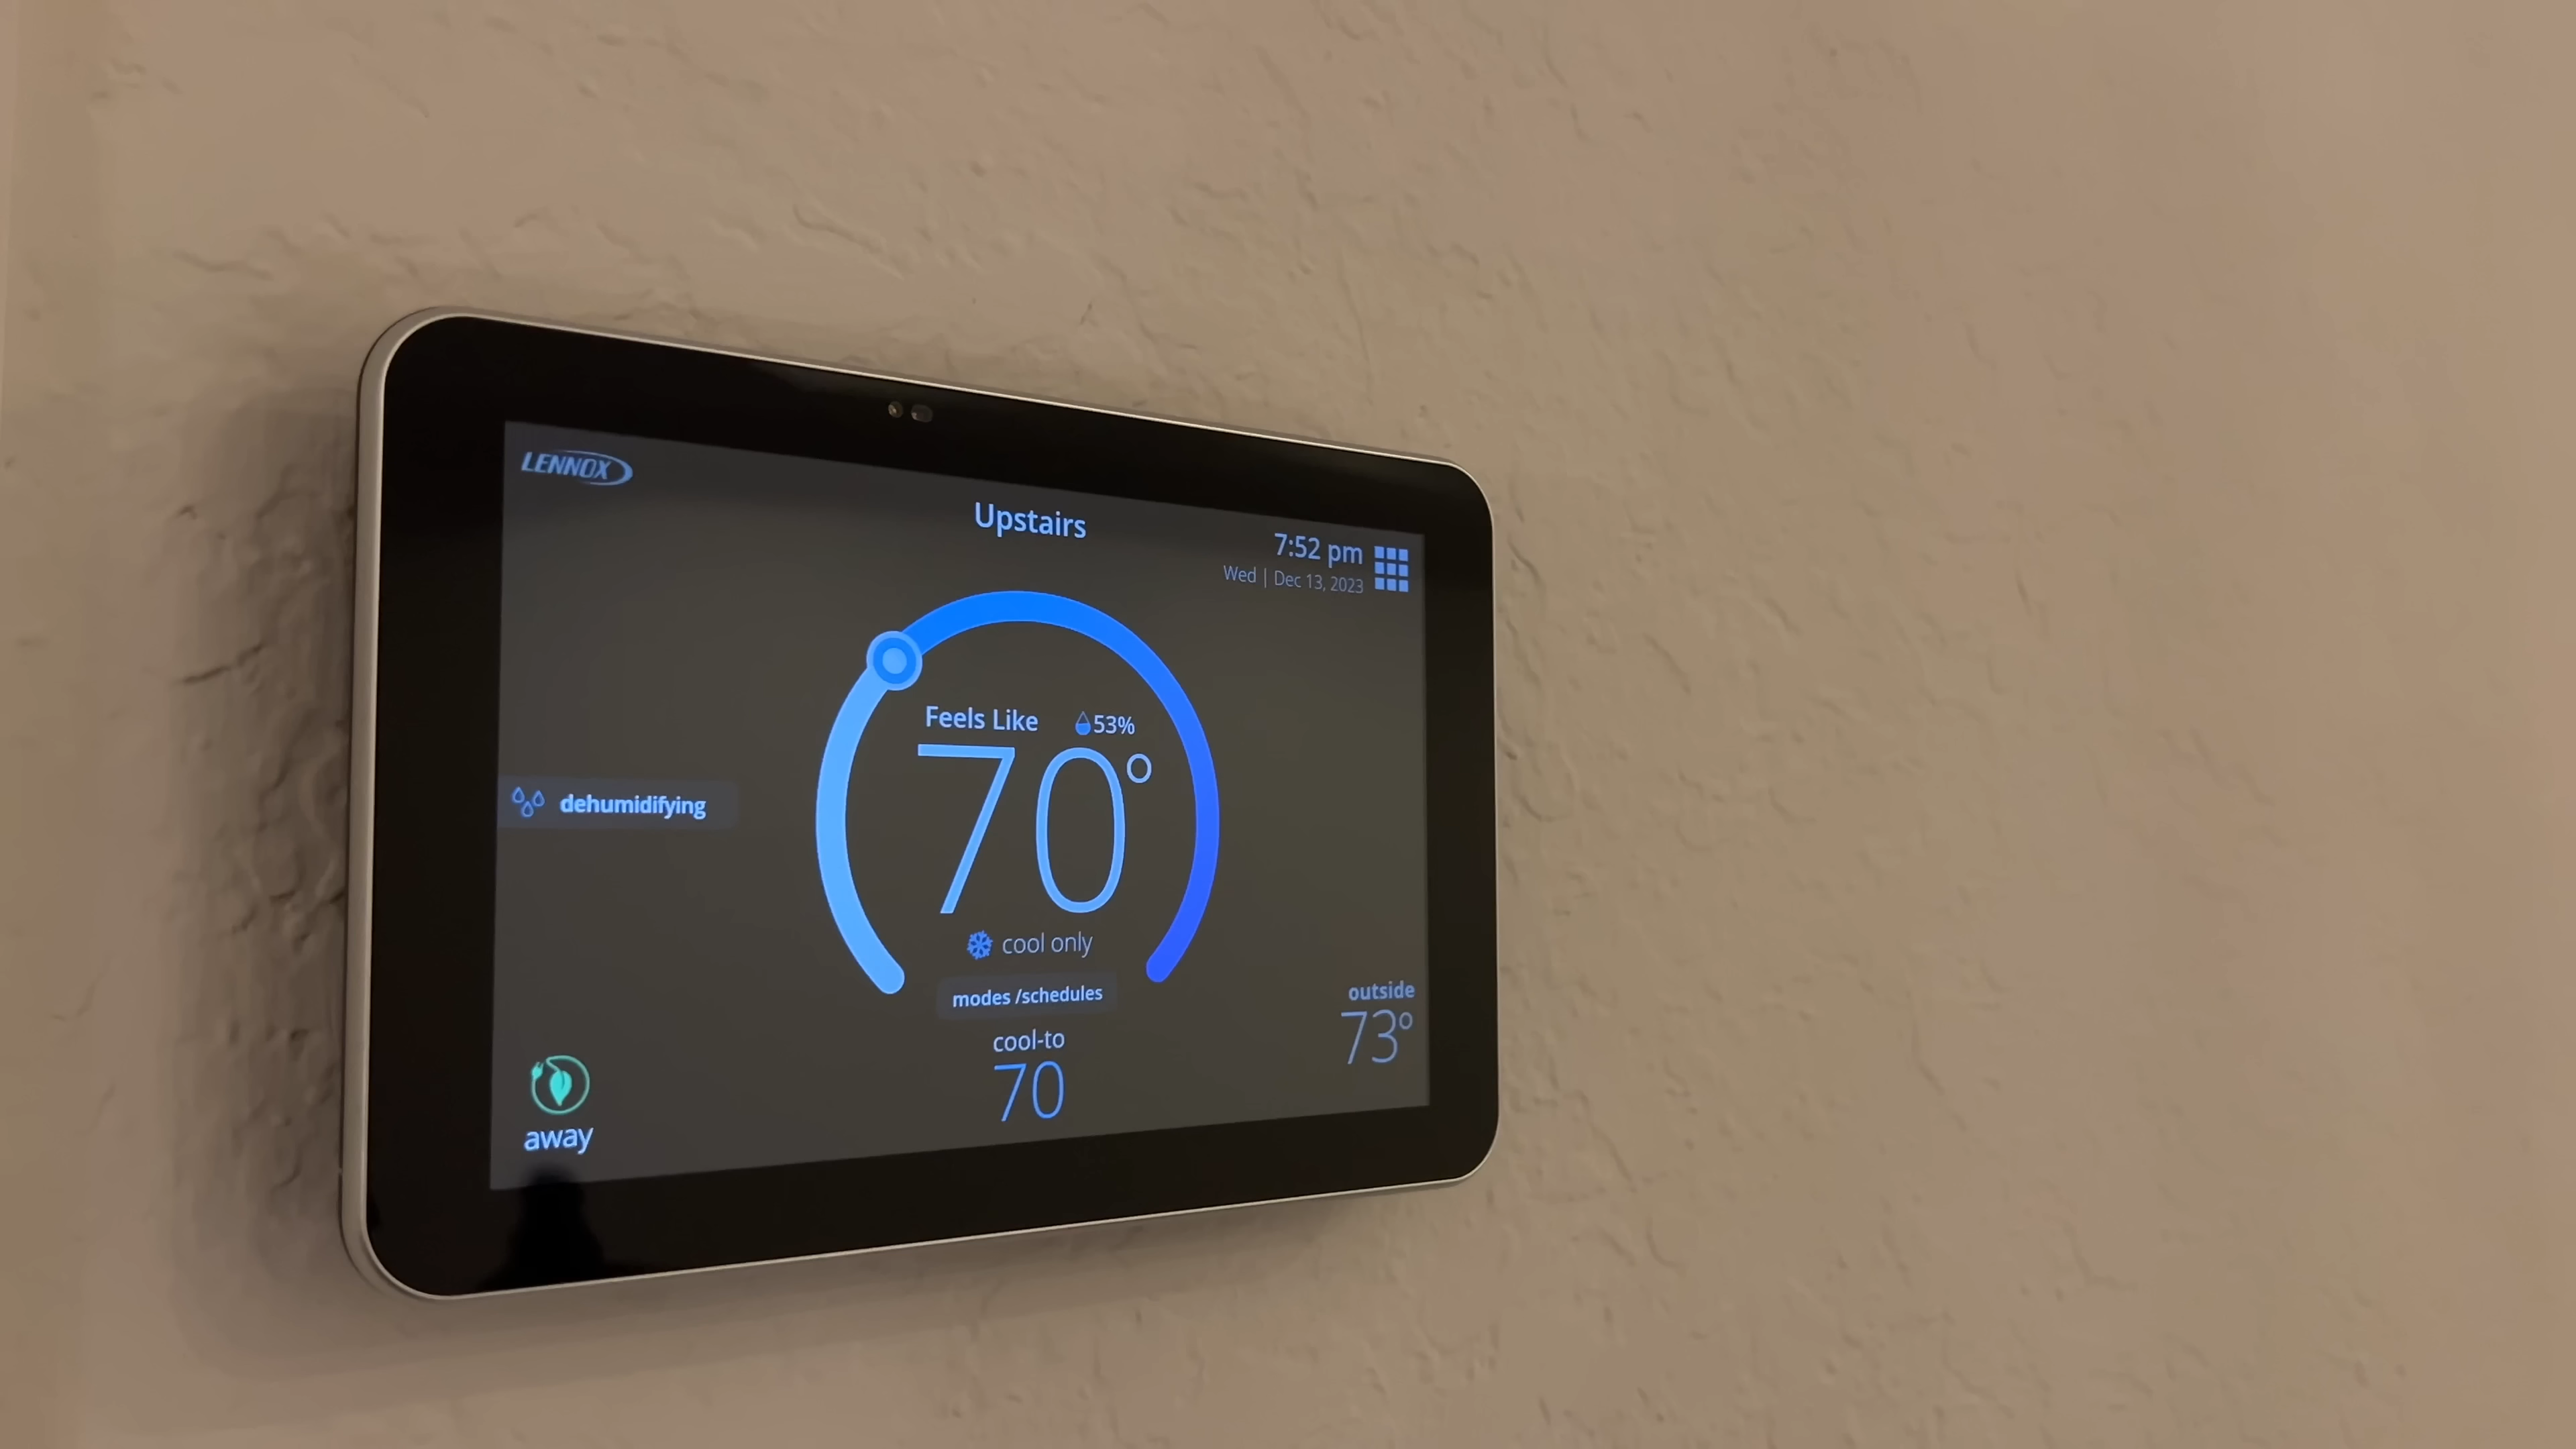 LENNOX
Upstairs
7:52 pm
Wed | Dec 13, 2023
Feels Like 53%
70°
dehumidifying
cool only
modes /schedules
cool-to
70
outside
73°
away